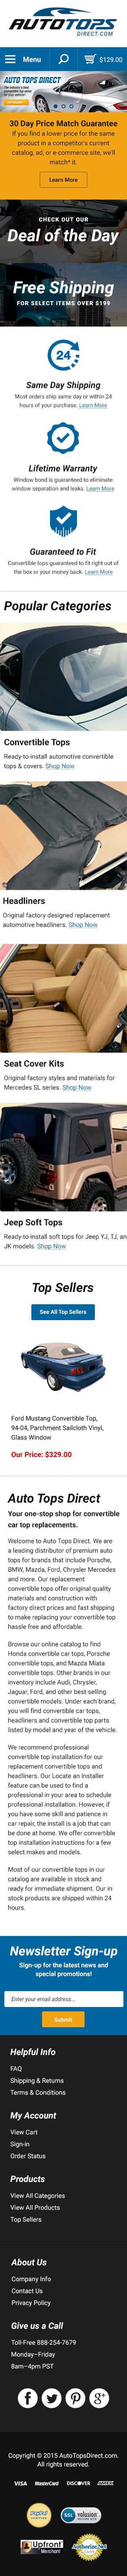 AUTOTOPS
DIRECT.COM
Menu
$129.00
AUTO TOPS DIRECT
30 Day Price Match Guarantee
If you find a lower price for the same
product in a competitor's current
catalog, ad, or e-commerce site, we'll
match* it.
Learn More
CHECK OUT OUR
Deal of the Day
Free Shipping
FOR SELECT ITEMS OVER $199
24
Same Day Shipping
Most orders ship same day or within 24
hours of your purchase. Learn More
Lifetime Warranty
Window bond is guaranteed to eliminate
window separation and leaks. Learn More
Guaranteed to Fit
Convertible tops guaranteed to fit right out of
the box or your money back. Learn More
Popular Categories
Convertible Tops
Ready-to-install automotive convertible
tops & covers. Shop Now
Headliners
Original factory designed replacement
automotive headliners. Shop Now
Seat Cover Kits
Original factory styles and materials for
Mercedes SL series. Shop Now
Jeep Soft Tops
Ready-to-install soft tops for Jeep YJ, TJ, an
JK models. Shop Now
Top Sellers
See All Top Sellers
Ford Mustang Convertible Top,
94-04, Parchment Sailcloth Vinyl,
Glass Window
Our Price: $329.00
Auto Tops Direct
Your one-stop shop for convertible
car top replacements.
Welcome to Auto Tops Direct. We are
a leading distributor of premium auto
tops for brands that include Porsche,
BMW, Mazda, Ford, Chrysler Mercedes
and more. Our replacement
convertible tops offer original quality
materials and construction with
factory direct pricing and fast shipping
to make replacing your convertible top
hassle free and affordable.
Browse our online catalog to find
Honda convertible car tops, Porsche
convertible tops, and Mazda Miata
convertible tops. Other brands in our
inventory include Audi, Chrysler,
Jaguar, Ford, and other best selling
convertible models. Under each brand,
you will find convertible car tops,
headliners and convertible top parts
listed by model and year of the vehicle.
We recommend professional
convertible top installation for our
replacement convertible tops and
headliners. Our Locate an Installer
feature can be used to find a
professional in your area to schedule
professional installation. However, if
you have some skill and patience in
car repair, the install is a job that can
be done at home. We offer convertible
top installation instructions for a few
select makes and models.
Most of our convertible tops in our
catalog are available in stock and
ready for immediate shipment. Our in
stock products are shipped within 24
hours.
Newsletter Sign-up
Sign-up for the latest news and
special promotions!
Enter your email address...
Submit
Helpful Info
FAQ
Shipping & Returns
Terms & Conditions
My Account
View Cart
Sign-in
Order Status
Products
View All Categories
View All Products
Top Sellers
About Us
Company Info
Contact Us
Privacy Policy
Give us a Call
Toll-Free 888-254-7679
Monday–Friday
8am–4pm PST
Copyright © 2015 AutoTopsDirect.com.
All rights reserved.
VISA MasterCard DISCOVER
SSL volusion
Upfront
Merchant
Authorize.Net